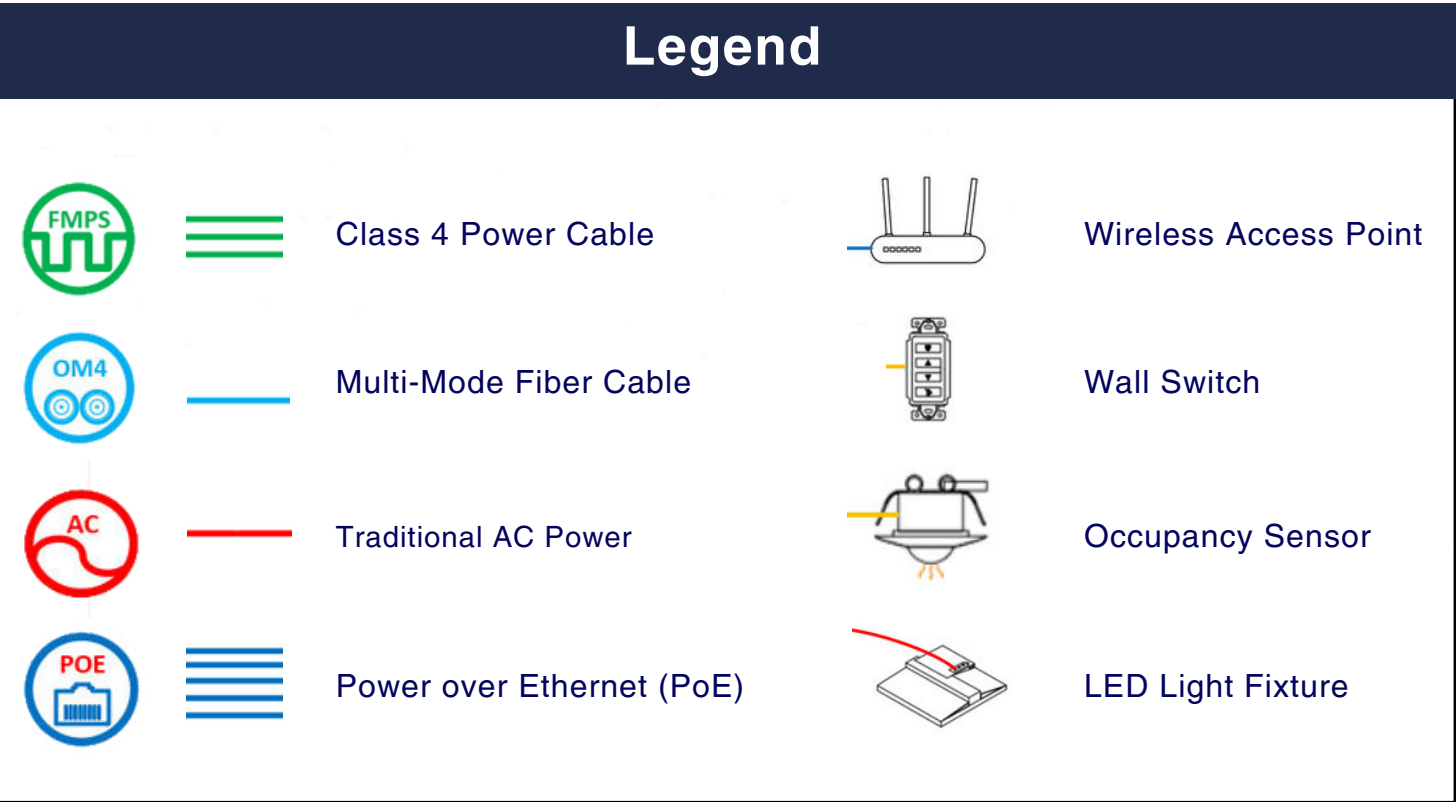 Legend
FMPS
Class 4 Power Cable
Wireless Access Point
OM4
Multi-Mode Fiber Cable
Wall Switch
AC
Traditional AC Power
Occupancy Sensor
POE
Power over Ethernet (PoE)
LED Light Fixture